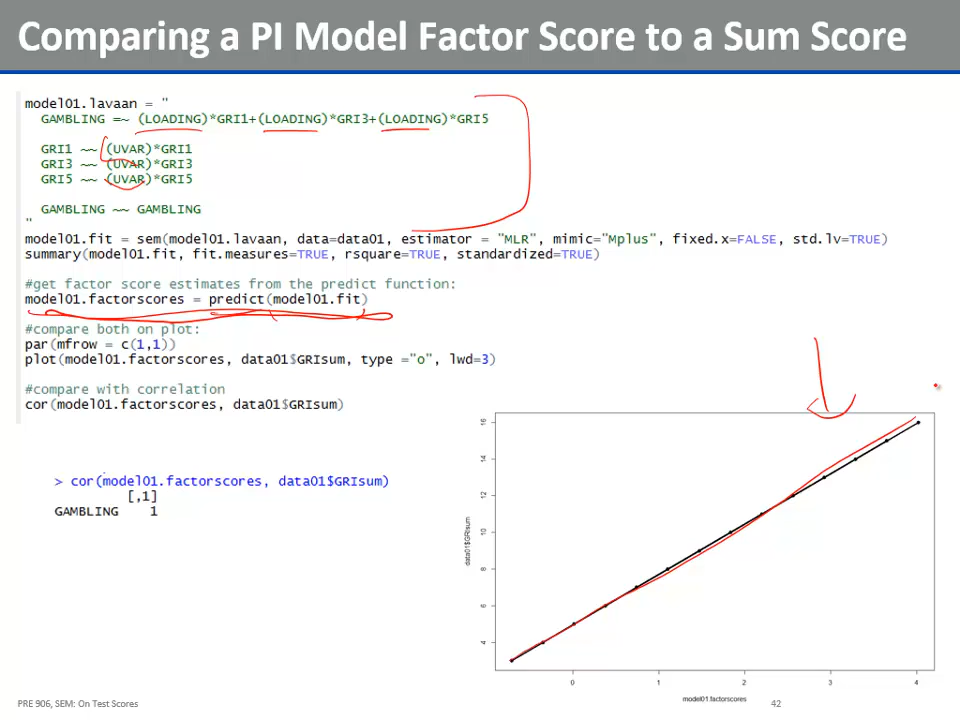 Comparing a PI Model Factor Score to a Sum Score
model01.lavaan = "
GAMBLING =~ (LOADING)*GRI1+(LOADING)*GRI3+(LOADING)*GRI5
GRI1 ~~ (UVAR)*GRI1
GRI3 ~~ (UVAR)*GRI3
GRI5 ~~ (UVAR)*GRI5
GAMBLING ~~ GAMBLING
"
model01.fit = sem(model01.lavaan, data=data01, estimator = "MLR", mimic="Mplus", fixed.x=FALSE, std.lv=TRUE)
summary(model01.fit, fit.measures=TRUE, rsquare=TRUE, standardized=TRUE)
#get factor score estimates from the predict function:
model01.factorscores = predict(model01.fit)
#compare both on plot:
par(mfrow = c(1,1))
plot(model01.factorscores, data01$GRIsum, type ="o", lwd=3)
#compare with correlation
cor(model01.factorscores, data01$GRIsum)
> cor(model01.factorscores, data01$GRIsum)
[,1]
GAMBLING 1
data01$GRIsum
16
14
12
10
8
6
4
0 1 2 3 4
model01.factorscores
PRE 906, SEM: On Test Scores
42